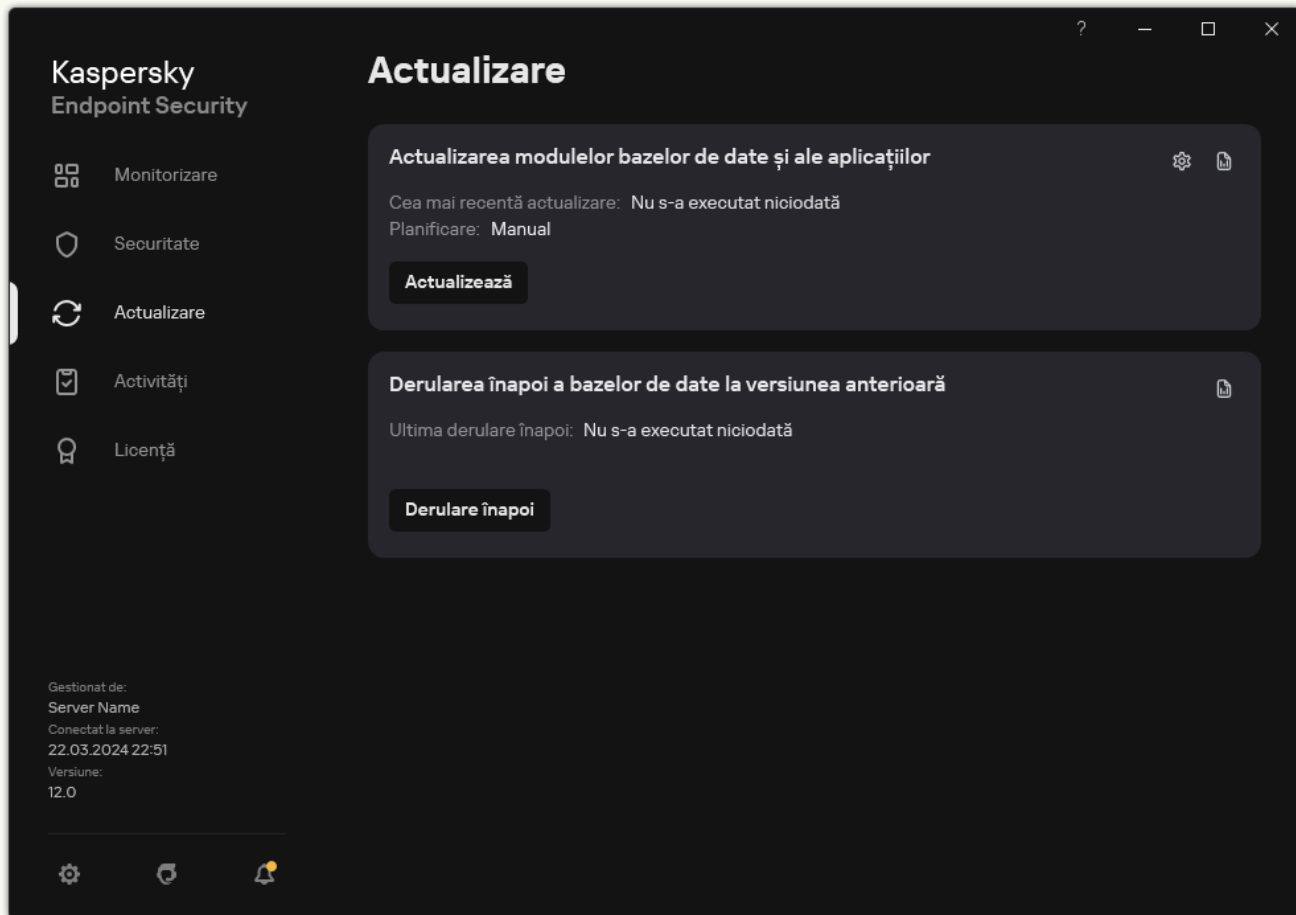 ?
Kaspersky
Endpoint Security
Monitorizare
Securitate
Actualizare
Activități
Licență
Gestionat de:
Server Name
Conectat la server:
22.03.2024 22:51
Versiune:
12.0
Actualizare
Actualizarea modulelor bazelor de date și ale aplicațiilor
Cea mai recentă actualizare: Nu s-a executat niciodată
Planificare: Manual
Actualizează
Derularea înapoi a bazelor de date la versiunea anterioară
Ultima derulare înapoi: Nu s-a executat niciodată
Derulare înapoi